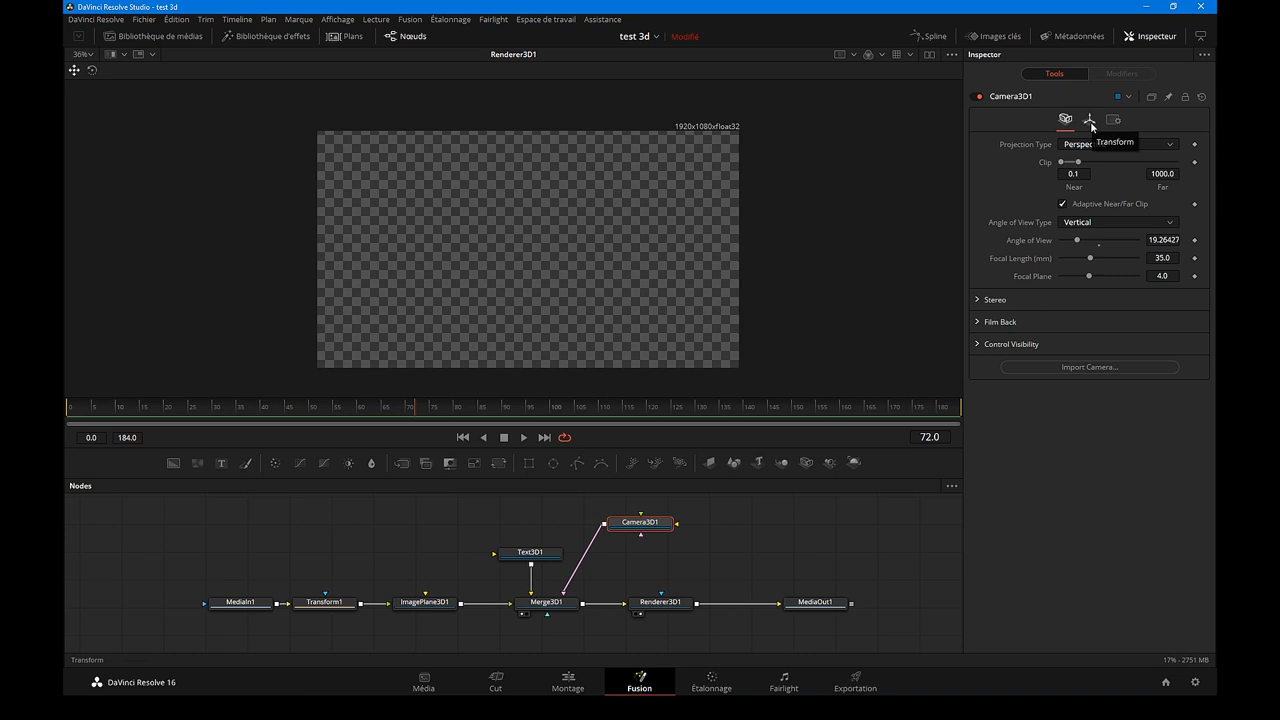 DaVinci Resolve Studio - test 3d
DaVinci Resolve Fichier Édition Trim Timeline Plan Marque Affichage Lecture Fusion Étalonnage Fairlight Espace de travail Assistance
Bibliothèque de médias Bibliothèque d'effets Plans Nœuds test 3d Modifié Spline Images clés Métadonnées Inspecteur
36% Renderer3D1 Inspector
Tools Modifiers
Camera3D1
1920x1080xfloat32
Transform
Projection Type Perspec
Clip
0.1 1000.0
Near Far
Adaptive Near/Far Clip
Angle of View Type Vertical
Angle of View 19.26427
Focal Length (mm) 35.0
Focal Plane 4.0
Stereo
Film Back
Control Visibility
Import Camera...
0 5 10 15 20 25 30 35 40 45 50 55 60 65 70 75 80 85 90 95 100 105 110 115 120 125 130 135 140 145 150 155 160 165 170 175 180
0.0 184.0 72.0
Nodes
Camera3D1
Text3D1
MediaIn1 Transform1 ImagePlane3D1 Merge3D1 Renderer3D1 MediaOut1
Transform 17% - 2751 MB
DaVinci Resolve 16 Média Cut Montage Fusion Étalonnage Fairlight Exportation